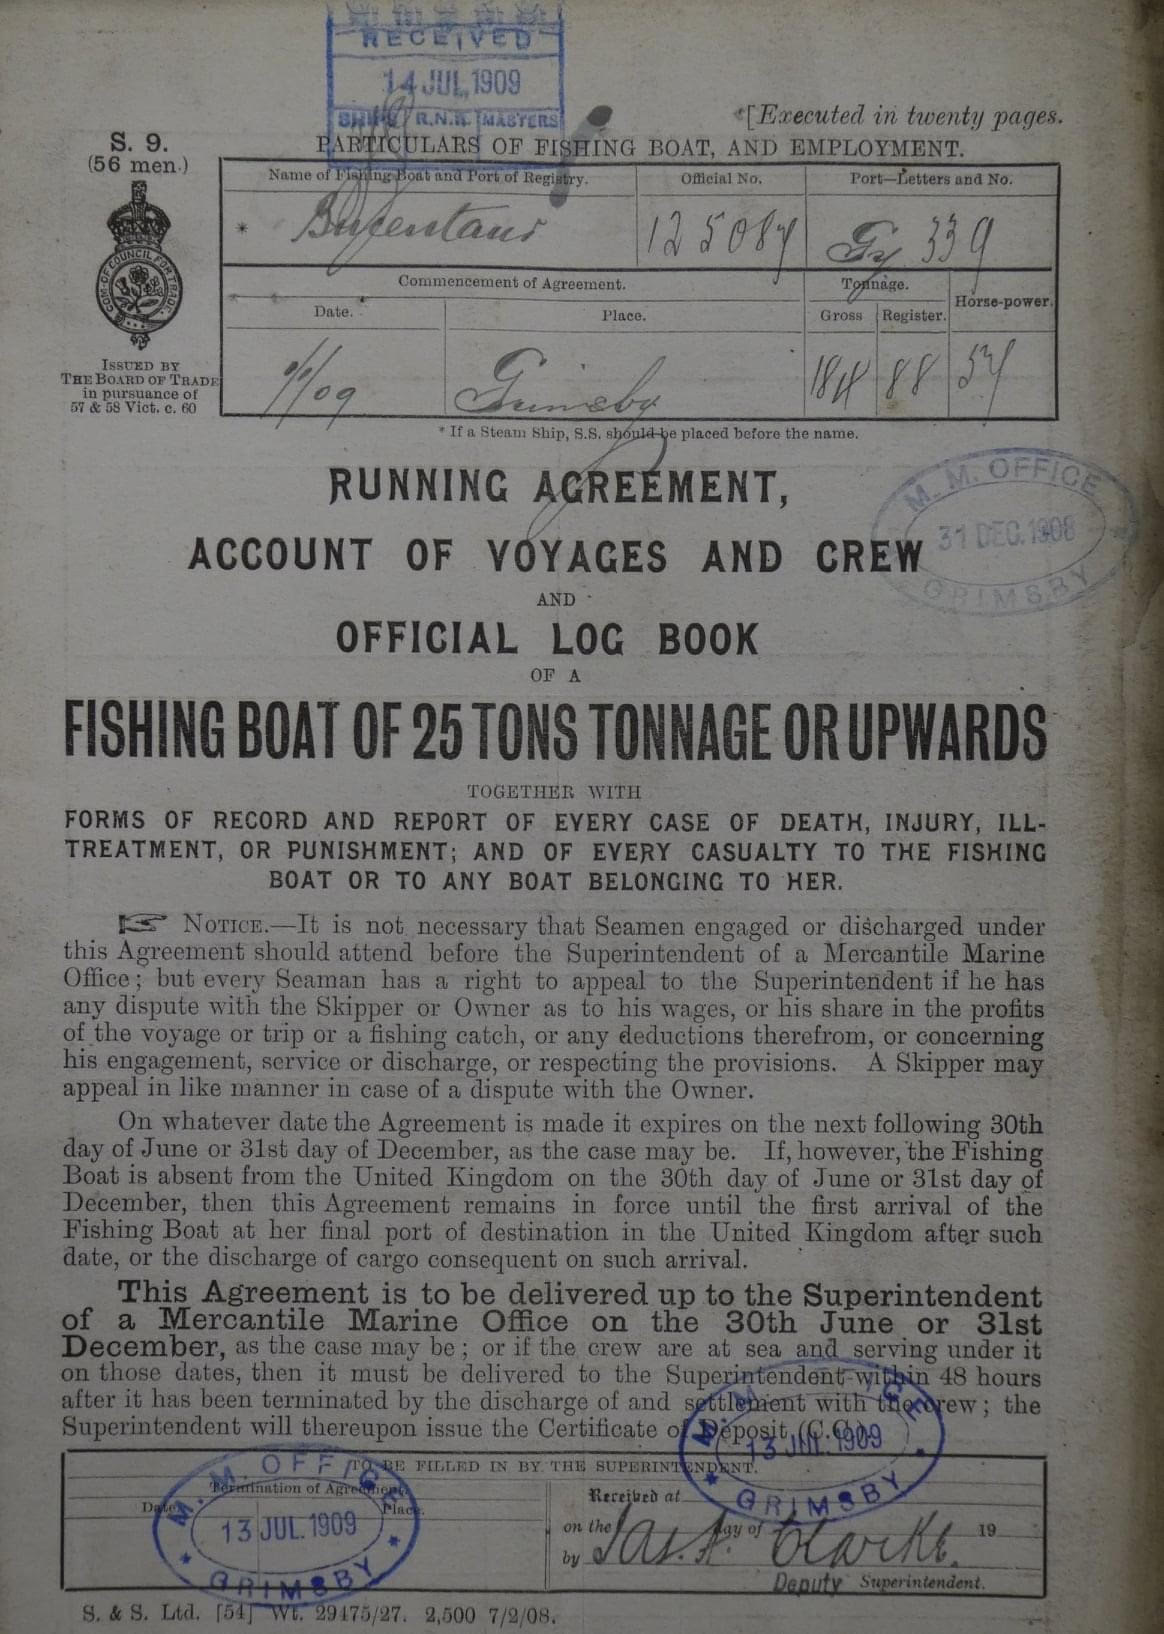 RECEIVED
14 JUL. 1909
SHIPG R.N.R. MASTERS
*[Executed in twenty pages.
S. 9.
(56 men.)
PARTICULARS OF FISHING BOAT, AND EMPLOYMENT.
Name of Fishing Boat and Port of Registry.
Official No.
Port—Letters and No.
*
125087
Gy 339
Commencement of Agreement.
Tonnage.
Horse-power.
Date.
Place.
Gross
Register.
1/1/09
Grimsby
184
88
57
COM. OF COUNCIL FOR TRADE
ISSUED BY
THE BOARD OF TRADE
in pursuance of
57 & 58 Vict. c. 60
* If a Steam Ship, S.S. should be placed before the name.
RUNNING AGREEMENT,
ACCOUNT OF VOYAGES AND CREW
M. M. OFFICE
31 DEC. 1908
GRIMSBY
AND
OFFICIAL LOG BOOK
OF A
FISHING BOAT OF 25 TONS TONNAGE OR UPWARDS
TOGETHER WITH
FORMS OF RECORD AND REPORT OF EVERY CASE OF DEATH, INJURY, ILL-
TREATMENT, OR PUNISHMENT; AND OF EVERY CASUALTY TO THE FISHING
BOAT OR TO ANY BOAT BELONGING TO HER.
☞ NOTICE.—It is not necessary that Seamen engaged or discharged under
this Agreement should attend before the Superintendent of a Mercantile Marine
Office; but every Seaman has a right to appeal to the Superintendent if he has
any dispute with the Skipper or Owner as to his wages, or his share in the profits
of the voyage or trip or a fishing catch, or any deductions therefrom, or concerning
his engagement, service or discharge, or respecting the provisions. A Skipper may
appeal in like manner in case of a dispute with the Owner.
On whatever date the Agreement is made it expires on the next following 30th
day of June or 31st day of December, as the case may be. If, however, the Fishing
Boat is absent from the United Kingdom on the 30th day of June or 31st day of
December, then this Agreement remains in force until the first arrival of the
Fishing Boat at her final port of destination in the United Kingdom after such
date, or the discharge of cargo consequent on such arrival.
This Agreement is to be delivered up to the Superintendent
of a Mercantile Marine Office on the 30th June or 31st
December, as the case may be; or if the crew are at sea and serving under it
on those dates, then it must be delivered to the Superintendent within 48 hours
after it has been terminated by the discharge of and settlement with the crew; the
Superintendent will thereupon issue the Certificate of Deposit (C.C.).
M. M. OFFICE
13 JUL. 1909
GRIMSBY
TO BE FILLED IN BY THE SUPERINTENDENT.
Termination of Agreement.
Date.
Place.
M. M. OFFICE
13 JUL. 1909
GRIMSBY
Received at
on the day of 19
by Clarke.
Deputy Superintendent.
S. & S. Ltd. [54] Wt. 29475/27. 2,500 7/2/08.